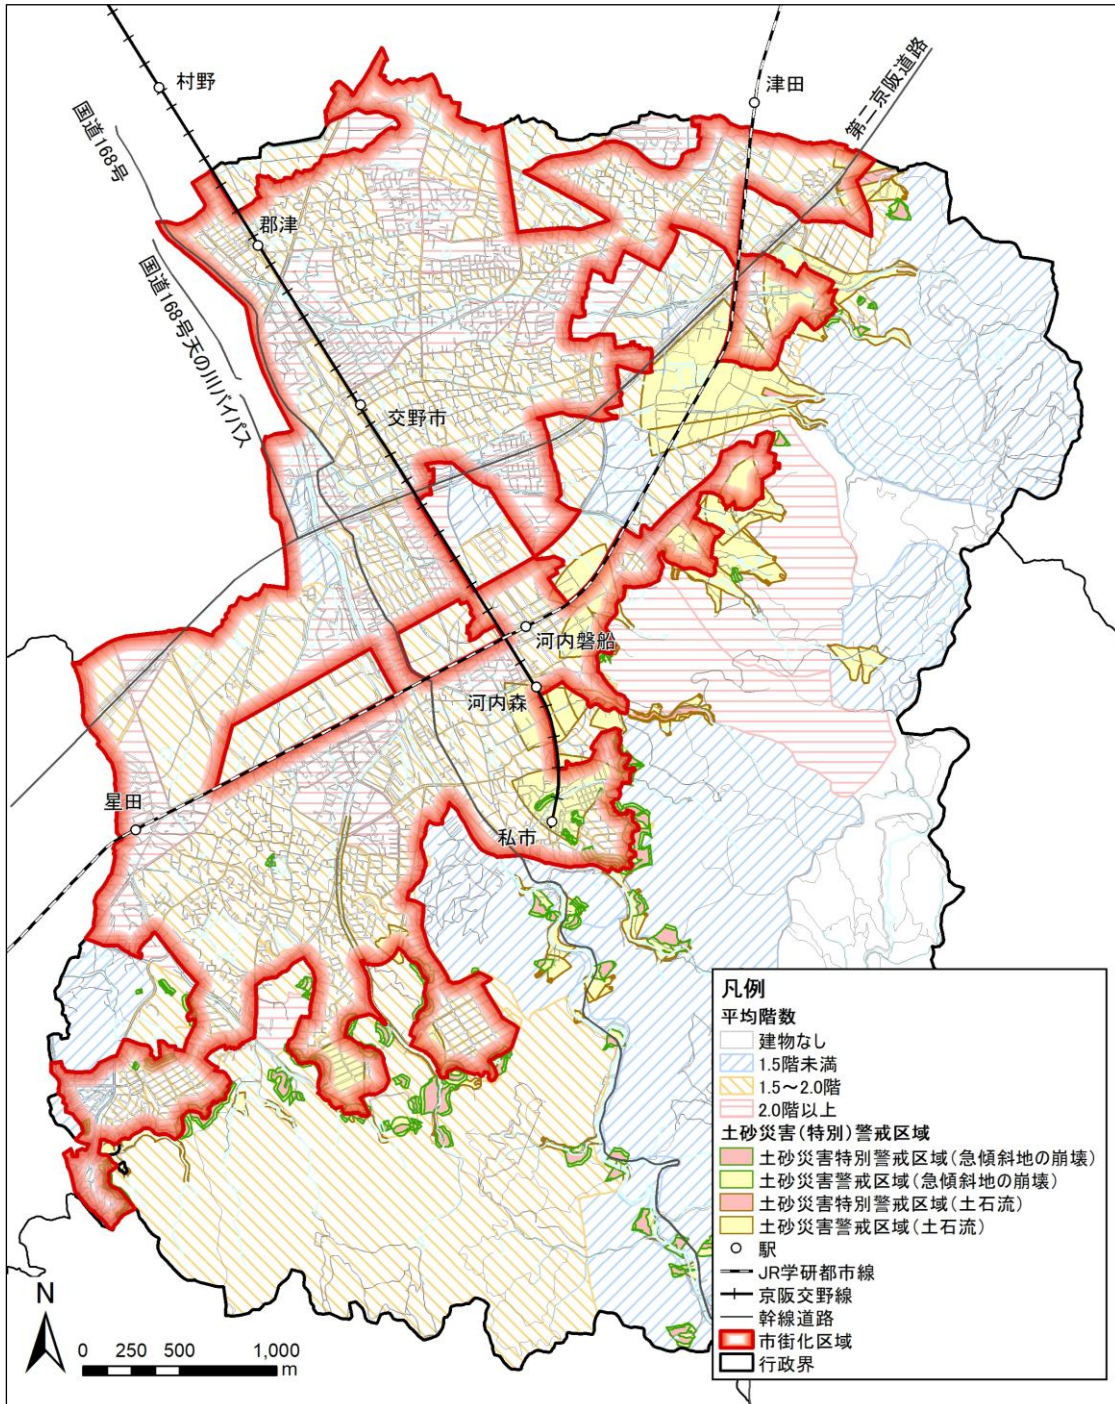 村野
津田
第二京阪道路
国道168号
郡津
国道168号天の川バイパス
交野市
河内磐船
河内森
星田
私市
凡例
平均階数
建物なし
1.5階未満
1.5～2.0階
2.0階以上
土砂災害(特別)警戒区域
土砂災害特別警戒区域(急傾斜地の崩壊)
土砂災害警戒区域(急傾斜地の崩壊)
土砂災害特別警戒区域(土石流)
土砂災害警戒区域(土石流)
駅
JR学研都市線
京阪交野線
幹線道路
市街化区域
行政界
N
0 250 500 1,000
m